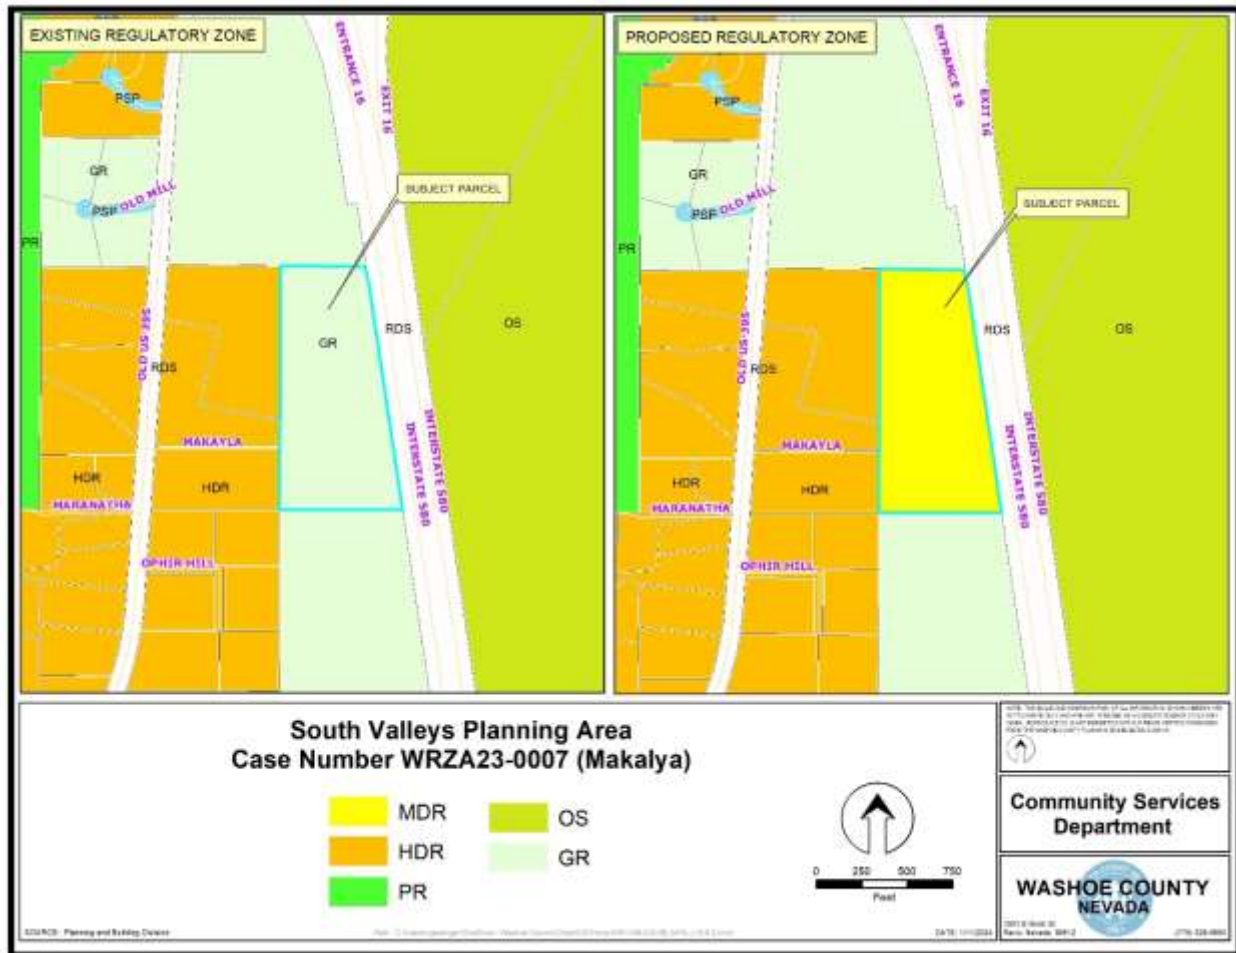 EXISTING REGULATORY ZONE
PSP
GR
OLD MILL
PSP
PR
ENTRANCE 16
EXIT 16
SUBJECT PARCEL
OLD US-395
RDS
GR
RDS
OS
MAKAYLA
HDR
HDR
MARANATHA
OPHIR HILL
INTERSTATE 580
INTERSTATE 580
PROPOSED REGULATORY ZONE
PSP
GR
OLD MILL
PSP
PR
ENTRANCE 16
EXIT 16
SUBJECT PARCEL
OLD US-395
RDS
RDS
OS
MAKAYLA
HDR
HDR
MARANATHA
OPHIR HILL
INTERSTATE 580
INTERSTATE 580
South Valleys Planning Area
Case Number WRZA23-0007 (Makalya)
MDR
HDR
PR
OS
GR
0 250 500 750
Feet
Community Services
Department
WASHOE COUNTY
NEVADA
SOURCE: Planning and Building Division